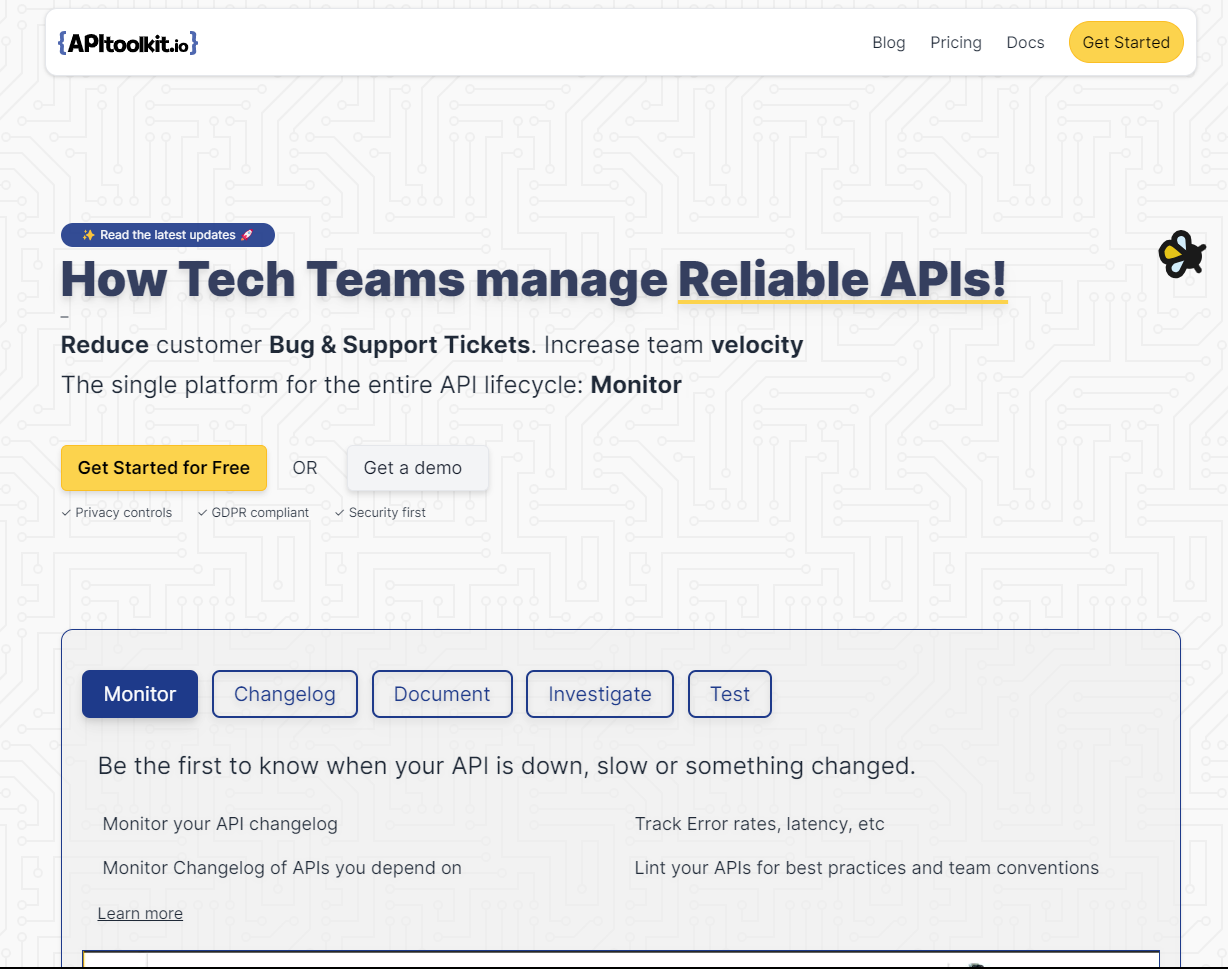 {APItoolkit.io}
Blog Pricing Docs Get Started
✨ Read the latest updates 🚀
How Tech Teams manage Reliable APIs!
_
Reduce customer Bug & Support Tickets. Increase team velocity
The single platform for the entire API lifecycle: Monitor
Get Started for Free OR Get a demo
✓ Privacy controls ✓ GDPR compliant ✓ Security first
Monitor Changelog Document Investigate Test
Be the first to know when your API is down, slow or something changed.
Monitor your API changelog Track Error rates, latency, etc
Monitor Changelog of APIs you depend on Lint your APIs for best practices and team conventions
Learn more